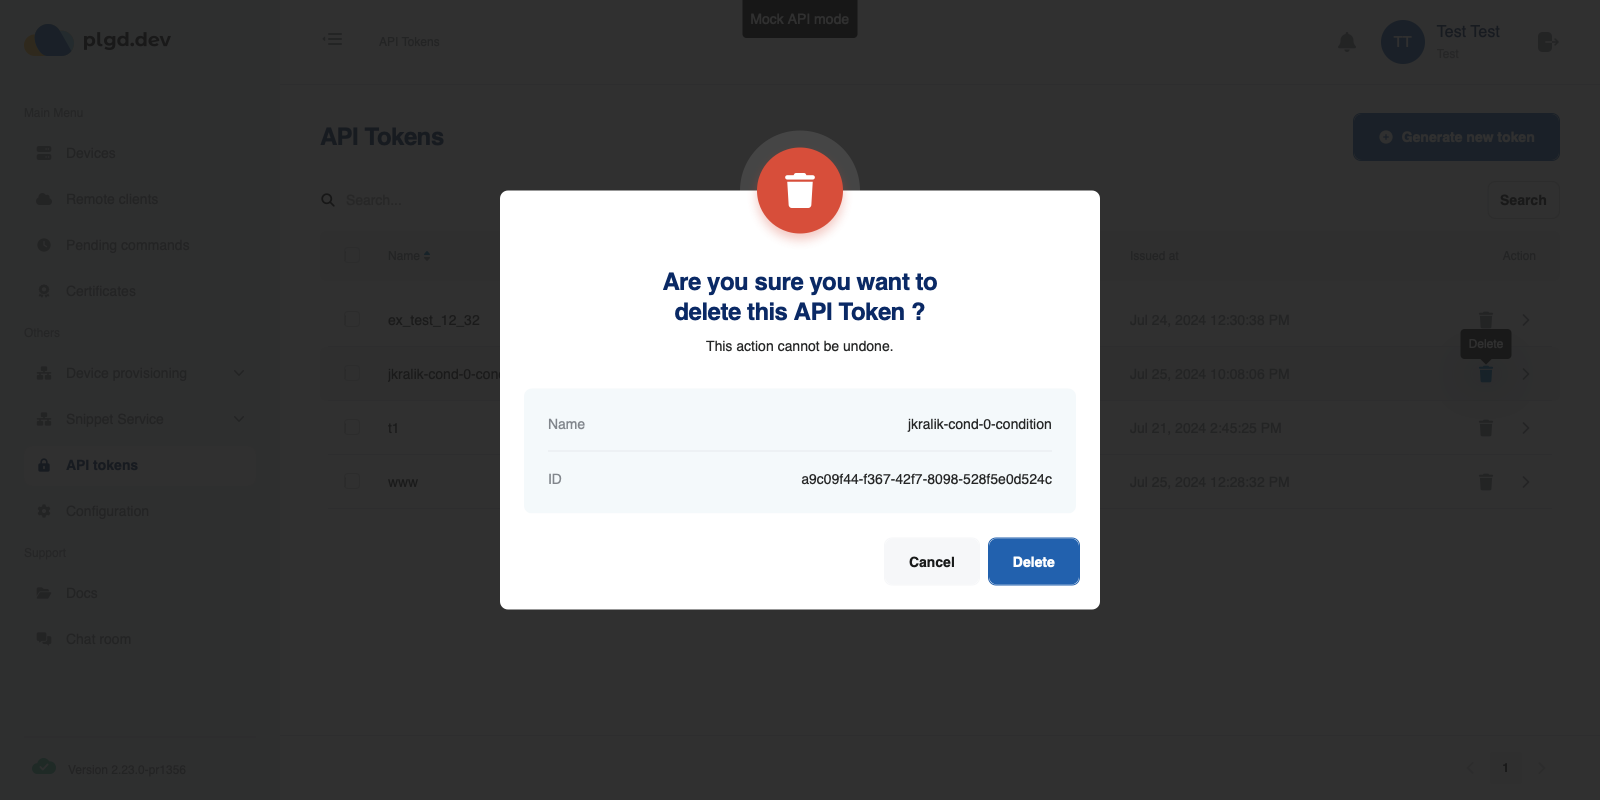 Mock API mode
plgd.dev
API Tokens
TT
Test Test
Test
Main Menu
Devices
Remote clients
Pending commands
Certificates
Others
Device provisioning
Snippet Service
API tokens
Configuration
Support
Docs
Chat room
Version 2.23.0-pr1356
API Tokens
Generate new token
Search...
Search
Name
Issued at
Action
ex_test_12_32
Jul 24, 2024 12:30:38 PM
Delete
jkralik-cond-0-con
Jul 25, 2024 10:08:06 PM
t1
Jul 21, 2024 2:45:25 PM
www
Jul 25, 2024 12:28:32 PM
1
Are you sure you want to
delete this API Token ?
This action cannot be undone.
Name
jkralik-cond-0-condition
ID
a9c09f44-f367-42f7-8098-528f5e0d524c
Cancel
Delete